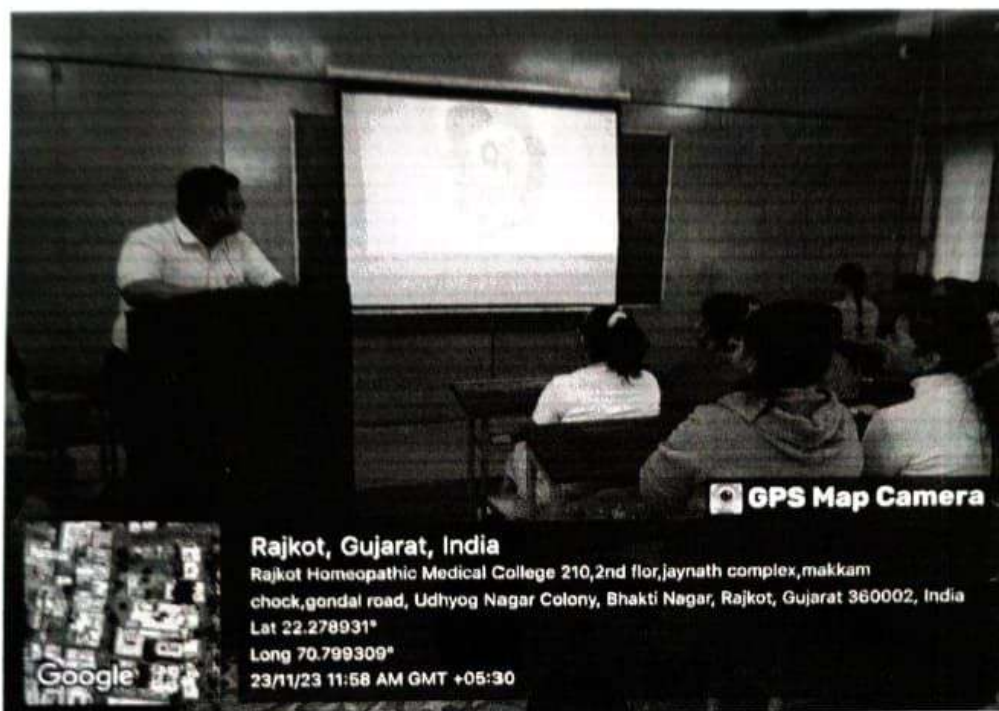 GPS Map Camera
Rajkot, Gujarat, India
Rajkot Homeopathic Medical College 210,2nd flor,jaynath complex,makkam
chock,gondal road, Udhyog Nagar Colony, Bhakti Nagar, Rajkot, Gujarat 360002, India
Lat 22.278931°
Long 70.799309°
23/11/23 11:58 AM GMT +05:30
Google